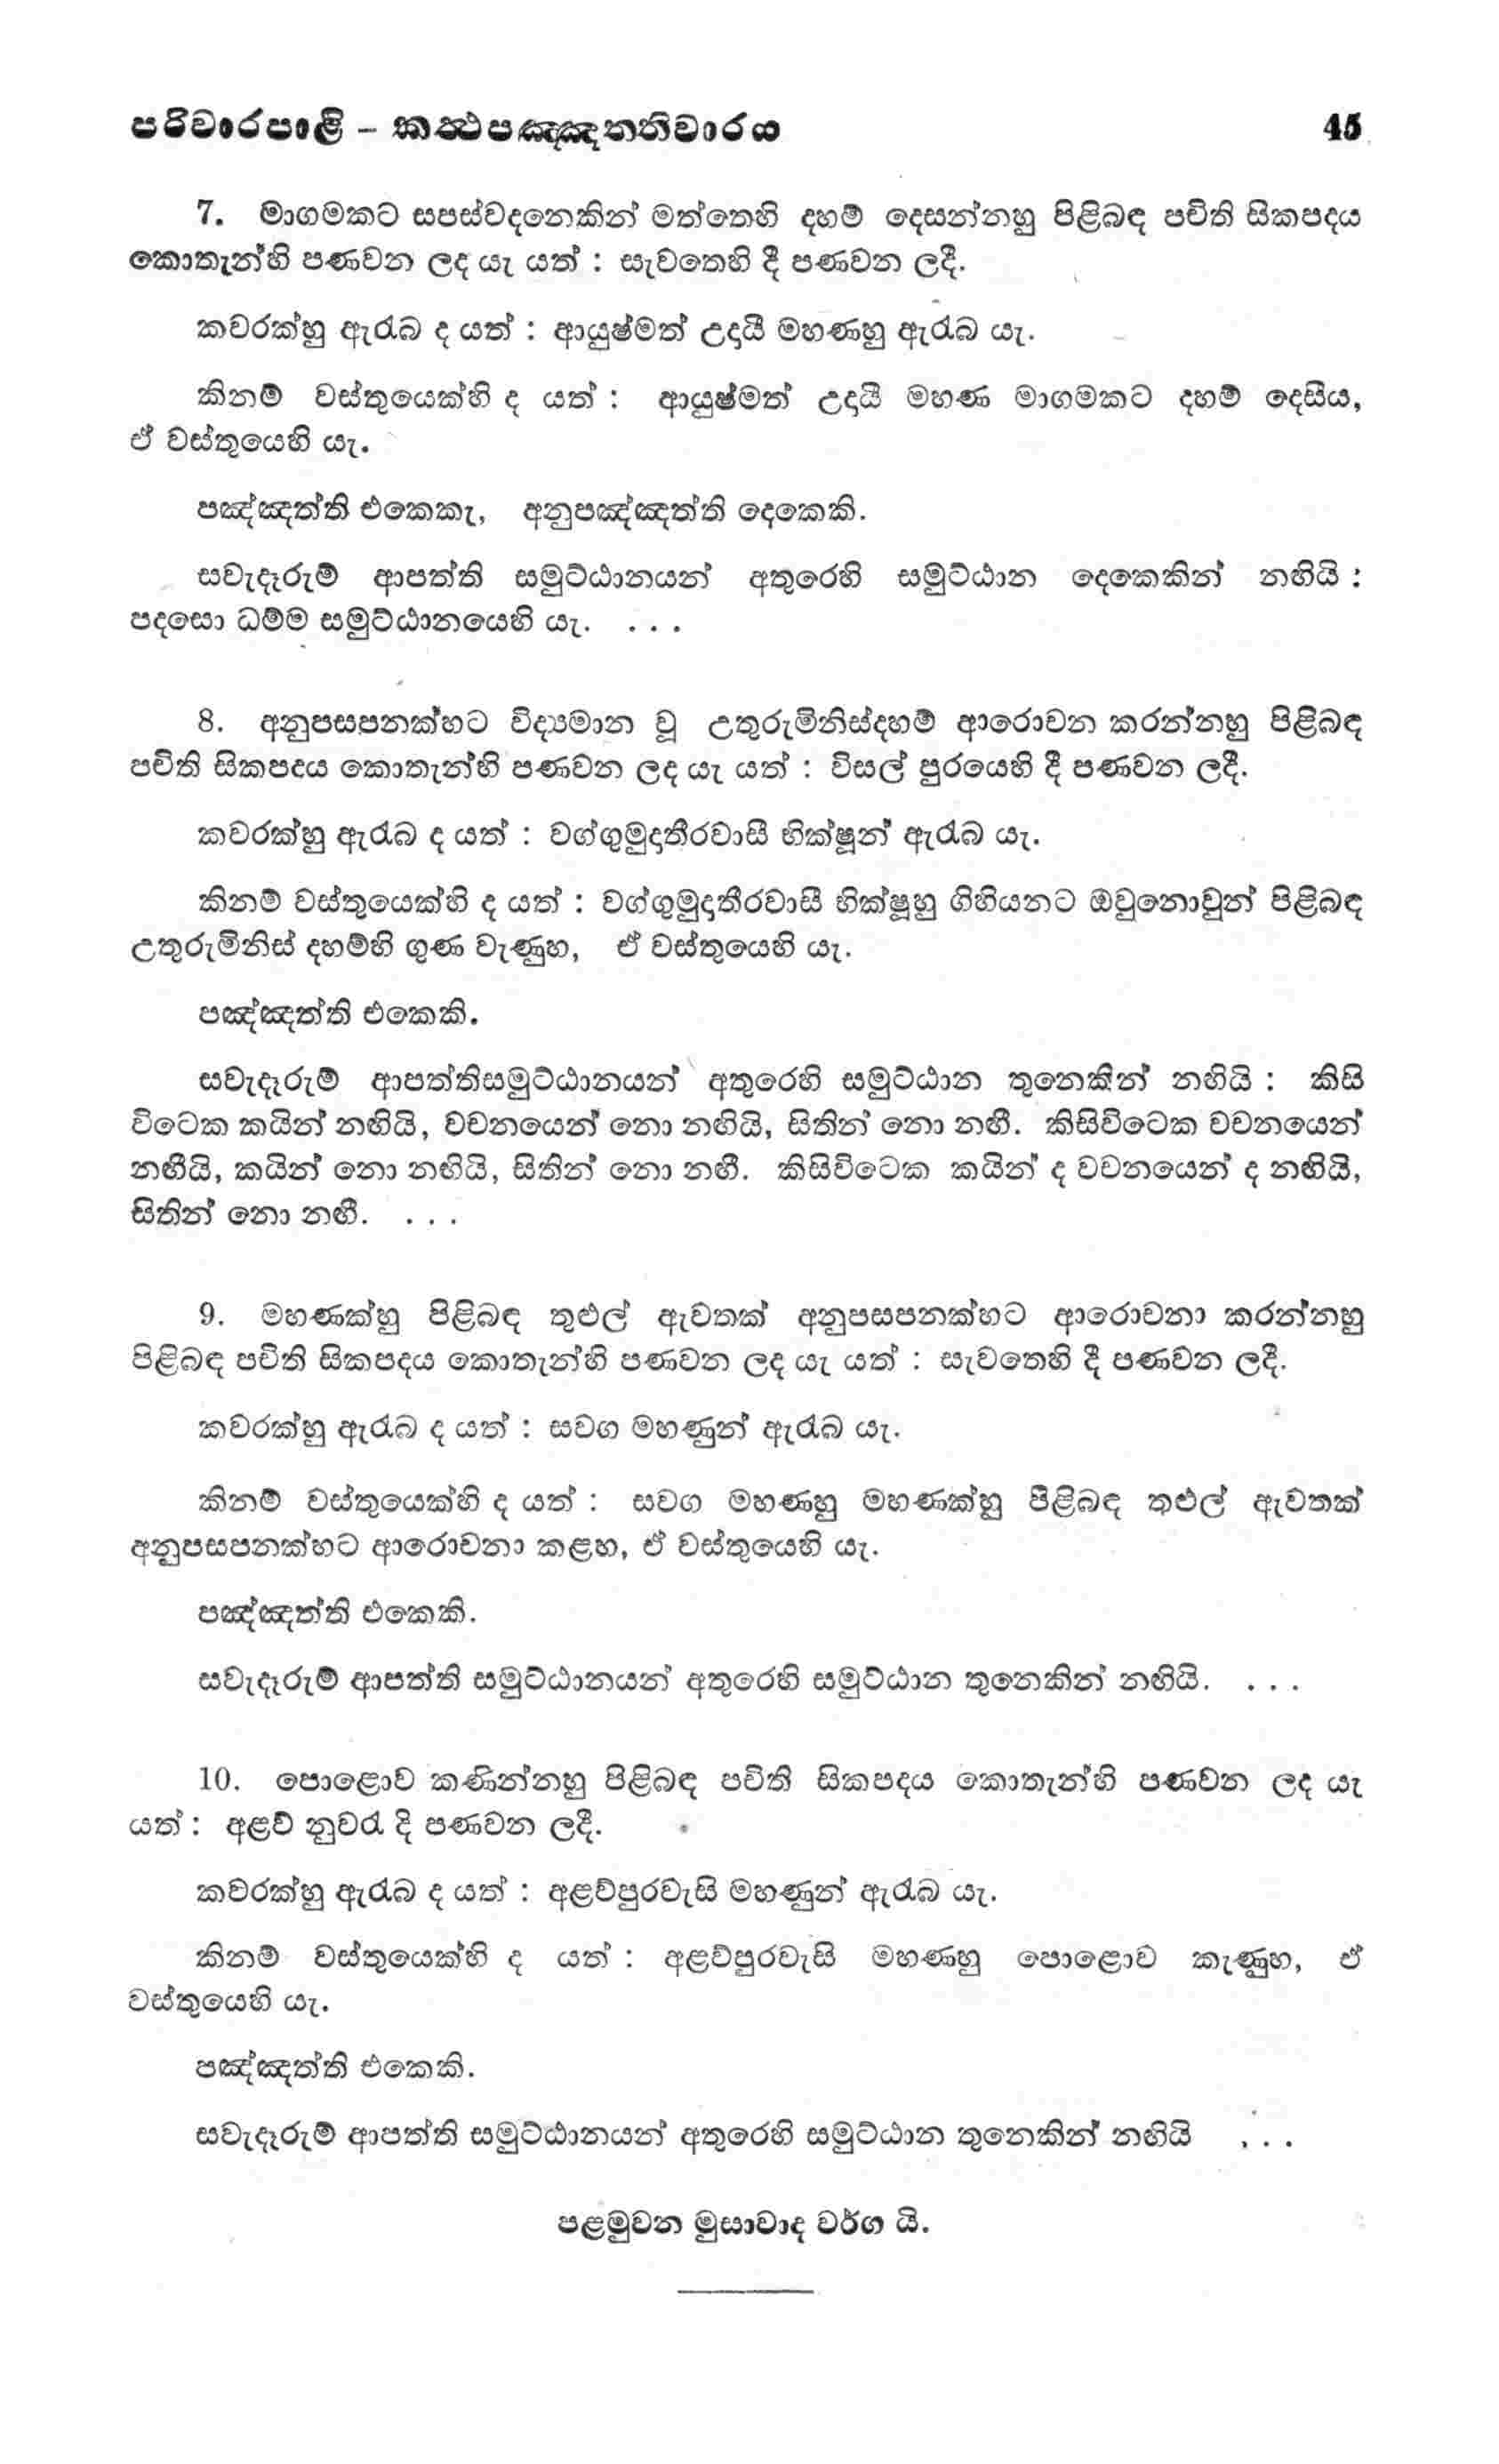 පරිවාරපාළි – කත්‍ථපඤ්ඤත්තිවාරය 45
7. මාගමකට සපස්වදනෙකින් මත්තෙහි දහම් දෙසන්නහු පිළිබඳ පචිති සිකපදය
කොතැන්හි පණවන ලද යැ යත් : සැවතෙහි දී පණවන ලදී.
කවරක්හු ඇරැබ ද යත් : ආයුෂ්මත් උදායී මහණහු ඇරැබ යැ.
කිනම් වස්තුයෙක්හි ද යත් : ආයුෂ්මත් උදායී මහණ මාගමකට දහම් දෙසීය,
ඒ වස්තුයෙහි යැ.
පඤ්ඤත්ති එකෙකැ, අනුපඤ්ඤත්ති දෙකෙකි.
සවැදෑරුම් ආපත්ති සමුට්ඨානයන් අතුරෙහි සමුට්ඨාන දෙකෙකින් නඟියි :
පදසො ධම්ම සමුට්ඨානයෙහි යැ. . . .
8. අනුපසපනක්හට විද්‍යමාන වූ උතුරුමිනිස්දහම් ආරොචන කරන්නහු පිළිබඳ
පචිති සිකපදය කොතැන්හි පණවන ලද යැ යත් : විසල් පුරයෙහි දී පණවන ලදී.
කවරක්හු ඇරැබ ද යත් : වග්ගුමුදාතීරවාසී භික්ෂූන් ඇරැබ යැ.
කිනම් වස්තුයෙක්හි ද යත් : වග්ගුමුදාතීරවාසී භික්ෂූහු ගිහියනට ඔවුනොවුන් පිළිබඳ
උතුරුමිනිස් දහම්හි ගුණ වැණුහ, ඒ වස්තුයෙහි යැ.
පඤ්ඤත්ති එකෙකි.
සවැදෑරුම් ආපත්තිසමුට්ඨානයන් අතුරෙහි සමුට්ඨාන තුනෙකින් නඟියි : කිසි
විටෙක කයින් නඟියි, වචනයෙන් නො නඟියි, සිතින් නො නඟී. කිසිවිටෙක වචනයෙන්
නඟීයි, කයින් නො නඟියි, සිතින් නො නඟී. කිසිවිටෙක කයින් ද වචනයෙන් ද නඟියි,
සිතින් නො නඟී. . . .
9. මහණක්හු පිළිබඳ තුළුල් ඇවතක් අනුපසපනක්හට ආරොචනා කරන්නහු
පිළිබඳ පචිති සිකපදය කොතැන්හි පණවන ලද යැ යත් : සැවතෙහි දී පණවන ලදී.
කවරක්හු ඇරැබ ද යත් : සවග මහණුන් ඇරැබ යැ.
කිනම් වස්තුයෙක්හි ද යත් : සවග මහණහු මහණක්හු පිළිබඳ තුළුල් ඇවතක්
අනුපසපනක්හට ආරොචනා කළහ, ඒ වස්තුයෙහි යැ.
පඤ්ඤත්ති එකෙකි.
සවැදෑරුම් ආපත්ති සමුට්ඨානයන් අතුරෙහි සමුට්ඨාන තුනෙකින් නඟියි. . . .
10. පොළොව කණින්නහු පිළිබඳ පචිති සිකපදය කොතැන්හි පණවන ලද යැ
යත් : අළව් නුවරැ දි පණවන ලදී.
කවරක්හු ඇරැබ ද යත් : අළව්පුරවැසි මහණුන් ඇරැබ යැ.
කිනම් වස්තුයෙක්හි ද යත් : අළව්පුරවැසි මහණහු පොළොව කැණුහ, ඒ
වස්තුයෙහි යැ.
පඤ්ඤත්ති එකෙකි.
සවැදෑරුම් ආපත්ති සමුට්ඨානයන් අතුරෙහි සමුට්ඨාන තුනෙකින් නඟියි . . .
පළමුවන මුසාවාද වර්ග යි.